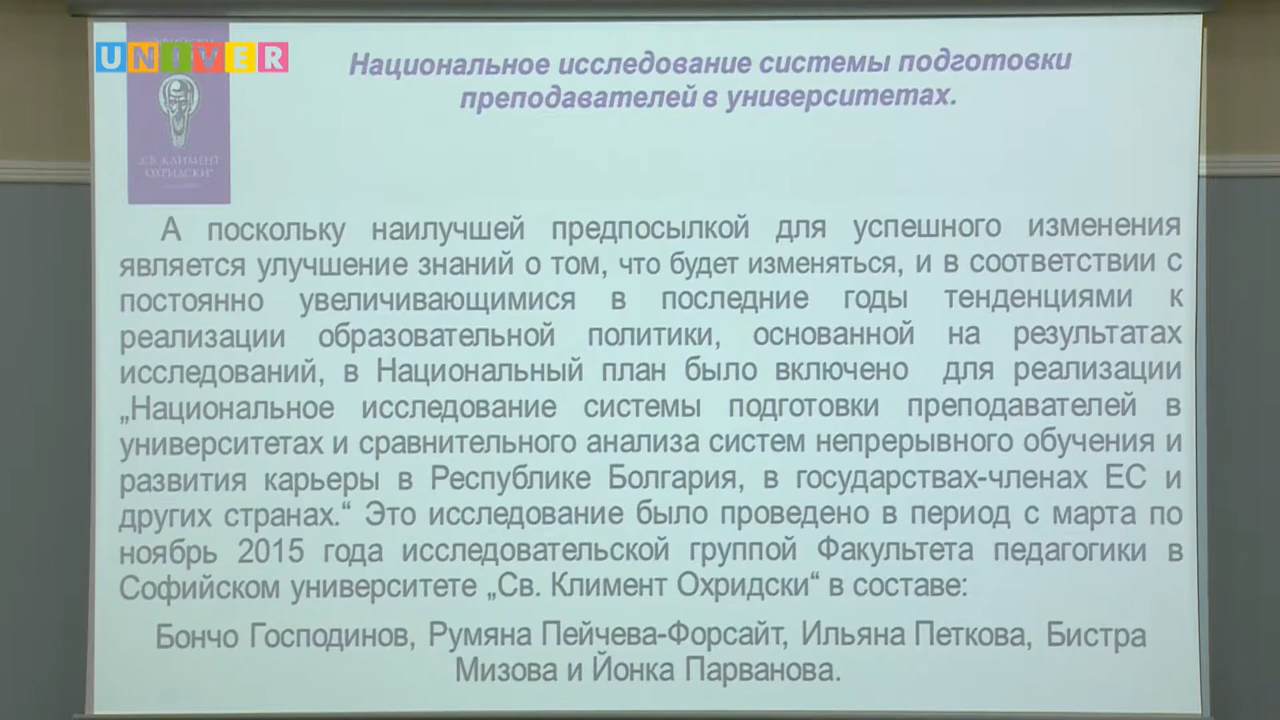 UNIVER
Национальное исследование системы подготовки
преподавателей в университетах.
„СВ. КЛИМЕНТ
ОХРИДСКИ“
А поскольку наилучшей предпосылкой для успешного изменения
является улучшение знаний о том, что будет изменяться, и в соответствии с
постоянно увеличивающимися в последние годы тенденциями к
реализации образовательной политики, основанной на результатах
исследований, в Национальный план было включено для реализации
„Национальное исследование системы подготовки преподавателей в
университетах и сравнительного анализа систем непрерывного обучения и
развития карьеры в Республике Болгария, в государствах-членах ЕС и
других странах.“ Это исследование было проведено в период с марта по
ноябрь 2015 года исследовательской группой Факультета педагогики в
Софийском университете „Св. Климент Охридски“ в составе:
Бончо Господинов, Румяна Пейчева-Форсайт, Ильяна Петкова, Бистра
Мизова и Йонка Парванова.